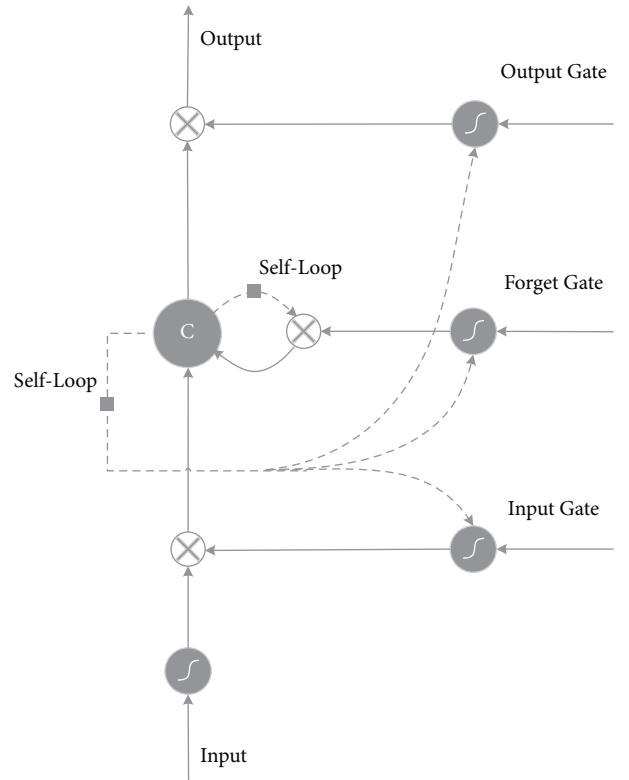 Output
Output Gate
Self-Loop
Forget Gate
C
Self-Loop
Input Gate
Input